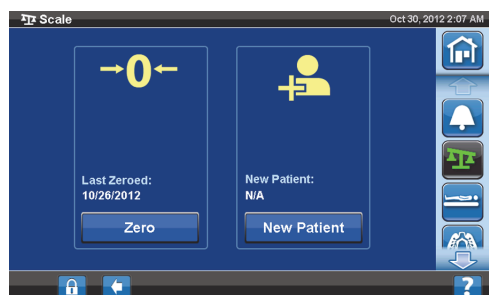 Scale
Oct 30, 2012 2:07 AM
→0←
Last Zeroed:
10/26/2012
Zero
New Patient:
N/A
New Patient
?